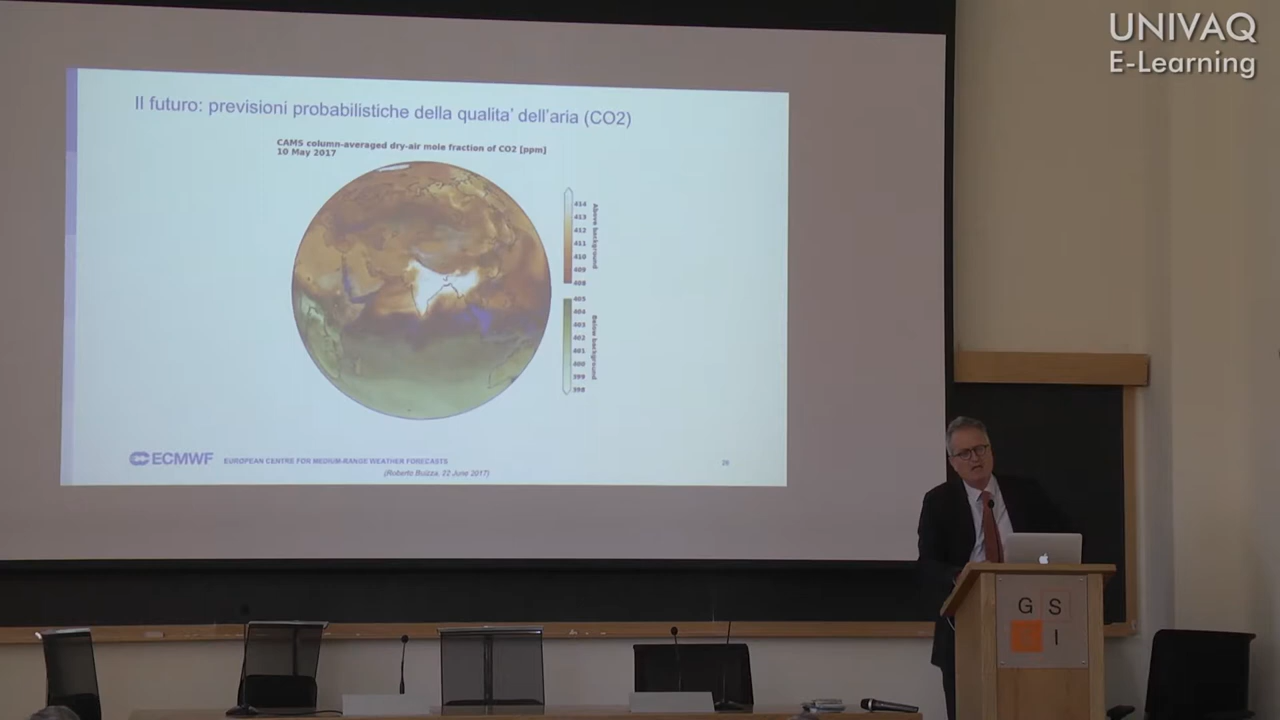 UNIVAQ
E-Learning
Il futuro: previsioni probabilistiche della qualita' dell'aria (CO2)
CAMS column-averaged dry-air mole fraction of CO2 [ppm]
10 May 2017
414
413
412
411
410
409
408
Above background
405
404
403
402
401
400
399
398
Below background
ECMWF EUROPEAN CENTRE FOR MEDIUM-RANGE WEATHER FORECASTS
(Roberto Buizza, 22 June 2017)
26
G S
I